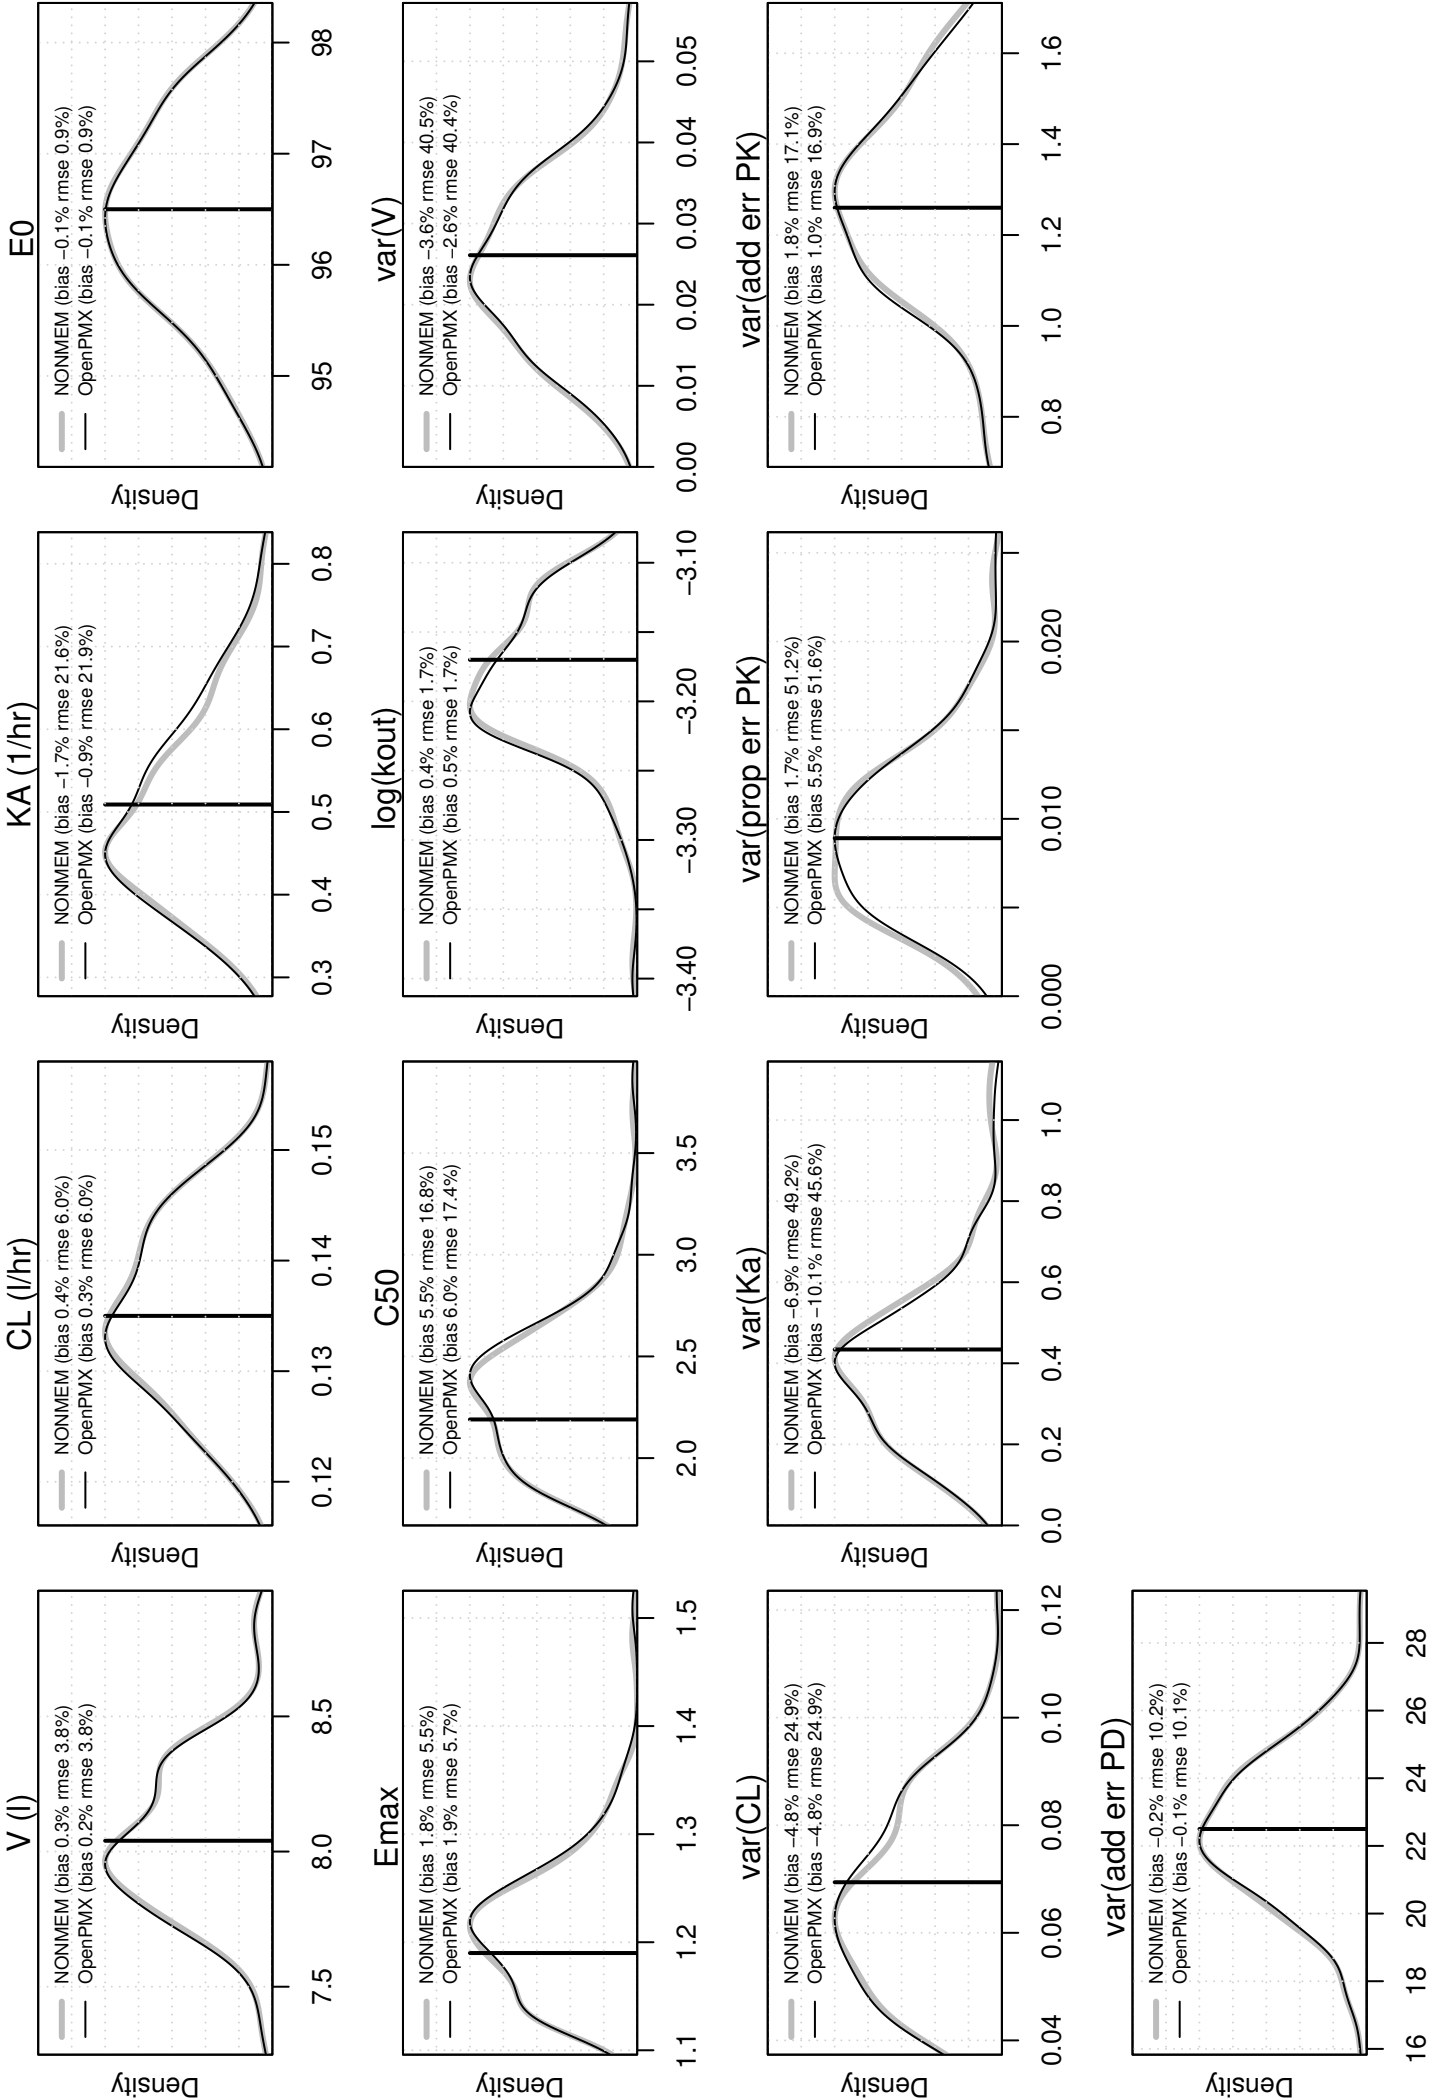 V (l)
NONMEM (bias 0.3% rmse 3.8%)
OpenPMX (bias 0.2% rmse 3.8%)
Density
7.5 8.0 8.5
CL (l/hr)
NONMEM (bias 0.4% rmse 6.0%)
OpenPMX (bias 0.3% rmse 6.0%)
Density
0.12 0.13 0.14 0.15
KA (1/hr)
NONMEM (bias −1.7% rmse 21.6%)
OpenPMX (bias −0.9% rmse 21.9%)
Density
0.3 0.4 0.5 0.6 0.7 0.8
E0
NONMEM (bias −0.1% rmse 0.9%)
OpenPMX (bias −0.1% rmse 0.9%)
Density
95 96 97 98
Emax
NONMEM (bias 1.8% rmse 5.5%)
OpenPMX (bias 1.9% rmse 5.7%)
Density
1.1 1.2 1.3 1.4 1.5
C50
NONMEM (bias 5.5% rmse 16.8%)
OpenPMX (bias 6.0% rmse 17.4%)
Density
2.0 2.5 3.0 3.5
log(kout)
NONMEM (bias 0.4% rmse 1.7%)
OpenPMX (bias 0.5% rmse 1.7%)
Density
−3.40 −3.30 −3.20 −3.10
var(V)
NONMEM (bias −3.6% rmse 40.5%)
OpenPMX (bias −2.6% rmse 40.4%)
Density
0.00 0.01 0.02 0.03 0.04 0.05
var(CL)
NONMEM (bias −4.8% rmse 24.9%)
OpenPMX (bias −4.8% rmse 24.9%)
Density
0.04 0.06 0.08 0.10 0.12
var(Ka)
NONMEM (bias −6.9% rmse 49.2%)
OpenPMX (bias −10.1% rmse 45.6%)
Density
0.0 0.2 0.4 0.6 0.8 1.0
var(prop err PK)
NONMEM (bias 1.7% rmse 51.2%)
OpenPMX (bias 5.5% rmse 51.6%)
Density
0.000 0.010 0.020
var(add err PK)
NONMEM (bias 1.8% rmse 17.1%)
OpenPMX (bias 1.0% rmse 16.9%)
Density
0.8 1.0 1.2 1.4 1.6
var(add err PD)
NONMEM (bias −0.2% rmse 10.2%)
OpenPMX (bias −0.1% rmse 10.1%)
Density
16 18 20 22 24 26 28